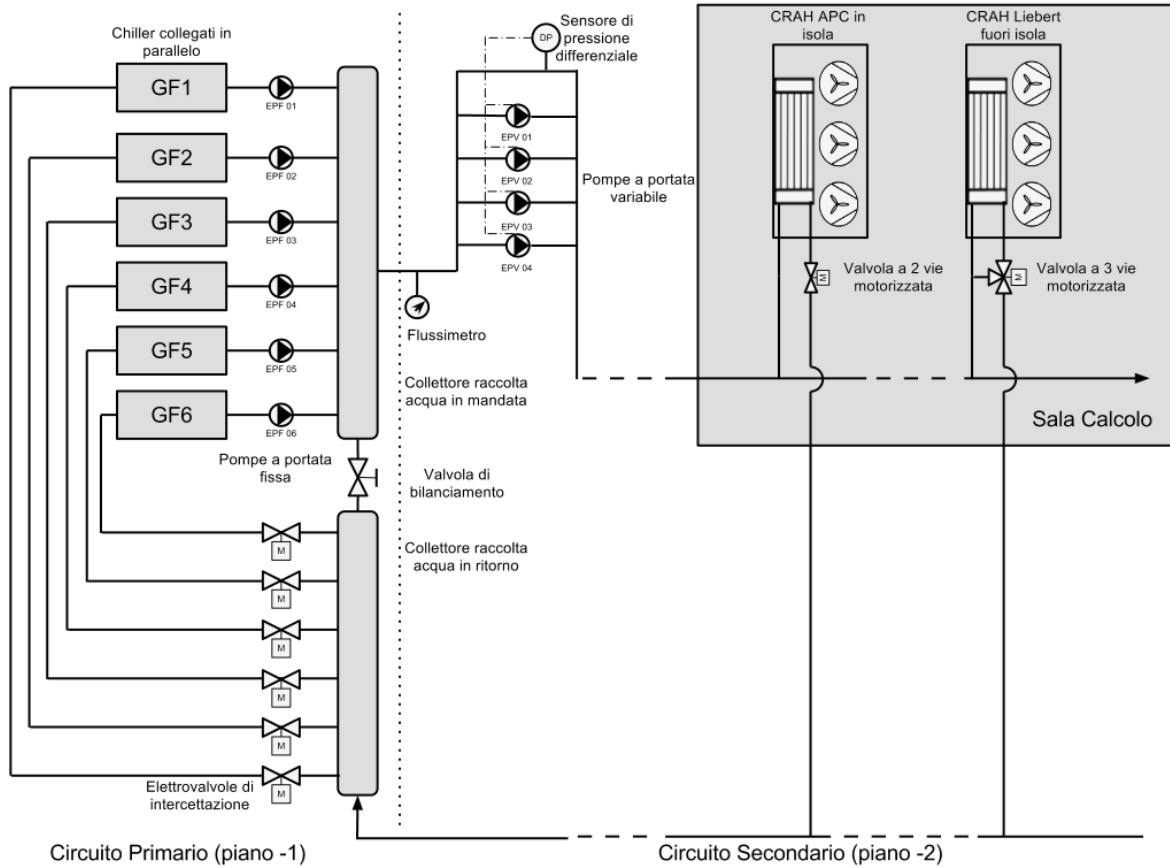 Chiller collegati in
parallelo
GF1
EPF 01
GF2
EPF 02
GF3
EPF 03
GF4
EPF 04
GF5
EPF 05
GF6
EPF 06
Pompe a portata
fissa
Valvola di
bilanciamento
Collettore raccolta
acqua in mandata
Collettore raccolta
acqua in ritorno
M
M
M
M
M
M
Elettrovalvole di
intercettazione
Circuito Primario (piano -1)
Flussimetro
Sensore di
pressione
differenziale
DP
EPV 01
EPV 02
EPV 03
EPV 04
Pompe a portata
variabile
CRAH APC in
isola
Valvola a 2 vie
motorizzata
M
CRAH Liebert
fuori isola
Valvola a 3 vie
motorizzata
M
Sala Calcolo
Circuito Secondario (piano -2)